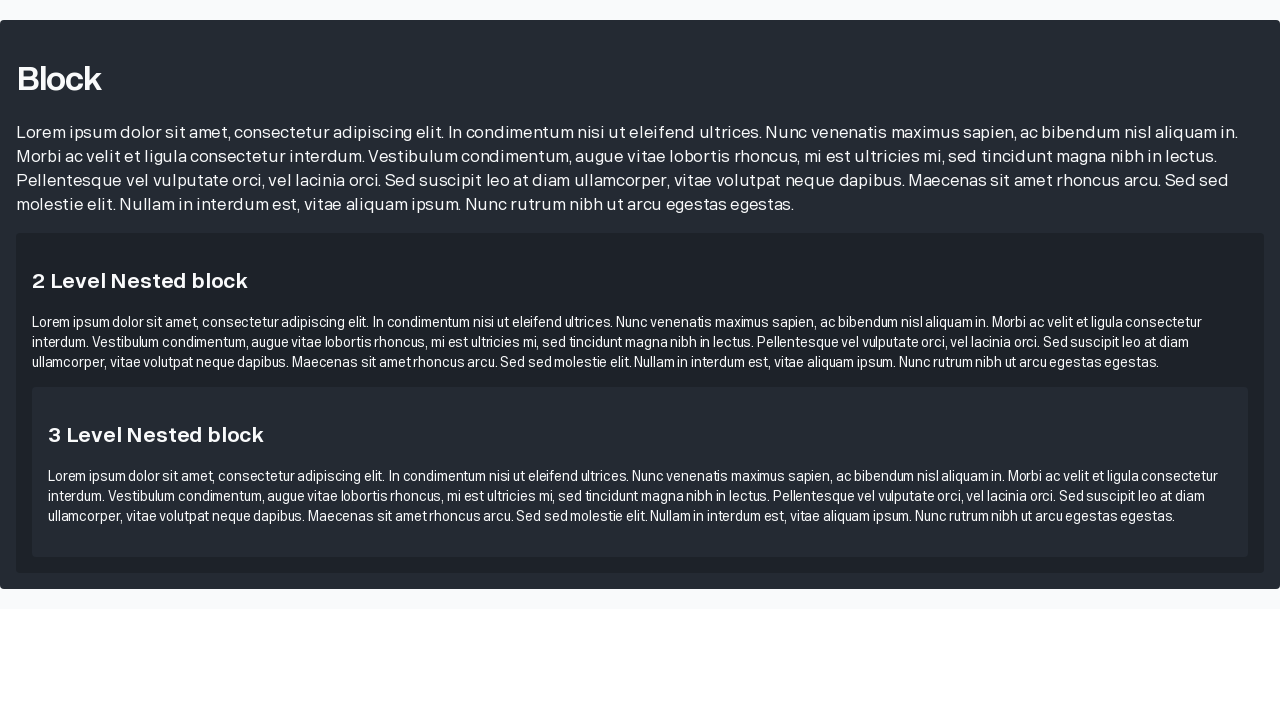 Block
Lorem ipsum dolor sit amet, consectetur adipiscing elit. In condimentum nisi ut eleifend ultrices. Nunc venenatis maximus sapien, ac bibendum nisl aliquam in.
Morbi ac velit et ligula consectetur interdum. Vestibulum condimentum, augue vitae lobortis rhoncus, mi est ultricies mi, sed tincidunt magna nibh in lectus.
Pellentesque vel vulputate orci, vel lacinia orci. Sed suscipit leo at diam ullamcorper, vitae volutpat neque dapibus. Maecenas sit amet rhoncus arcu. Sed sed
molestie elit. Nullam in interdum est, vitae aliquam ipsum. Nunc rutrum nibh ut arcu egestas egestas.
2 Level Nested block
Lorem ipsum dolor sit amet, consectetur adipiscing elit. In condimentum nisi ut eleifend ultrices. Nunc venenatis maximus sapien, ac bibendum nisl aliquam in. Morbi ac velit et ligula consectetur
interdum. Vestibulum condimentum, augue vitae lobortis rhoncus, mi est ultricies mi, sed tincidunt magna nibh in lectus. Pellentesque vel vulputate orci, vel lacinia orci. Sed suscipit leo at diam
ullamcorper, vitae volutpat neque dapibus. Maecenas sit amet rhoncus arcu. Sed sed molestie elit. Nullam in interdum est, vitae aliquam ipsum. Nunc rutrum nibh ut arcu egestas egestas.
3 Level Nested block
Lorem ipsum dolor sit amet, consectetur adipiscing elit. In condimentum nisi ut eleifend ultrices. Nunc venenatis maximus sapien, ac bibendum nisl aliquam in. Morbi ac velit et ligula consectetur
interdum. Vestibulum condimentum, augue vitae lobortis rhoncus, mi est ultricies mi, sed tincidunt magna nibh in lectus. Pellentesque vel vulputate orci, vel lacinia orci. Sed suscipit leo at diam
ullamcorper, vitae volutpat neque dapibus. Maecenas sit amet rhoncus arcu. Sed sed molestie elit. Nullam in interdum est, vitae aliquam ipsum. Nunc rutrum nibh ut arcu egestas egestas.